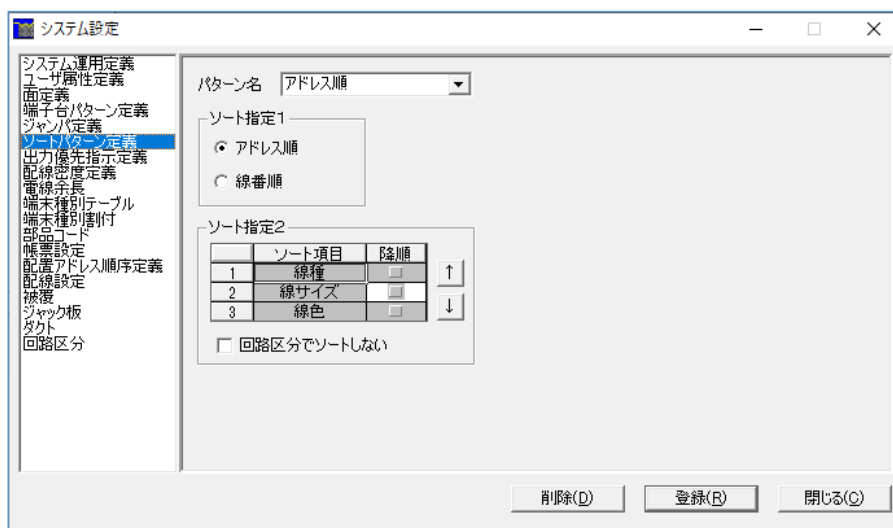 システム設定
システム運用定義
ユーザ属性定義
面定義
端子台パターン定義
ジャンパ定義
ソートパターン定義
出力優先指示定義
配線密度定義
電線余長
端末種別テーブル
端末種別割付
部品コード
帳票設定
配置アドレス順序定義
配線設定
被覆
ジャック板
ダクト
回路区分
パターン名 アドレス順
ソート指定1
アドレス順
線番順
ソート指定2
ソート項目 降順
1 線種
2 線サイズ
3 線色
↑
↓
回路区分でソートしない
削除(D) 登録(R) 閉じる(C)